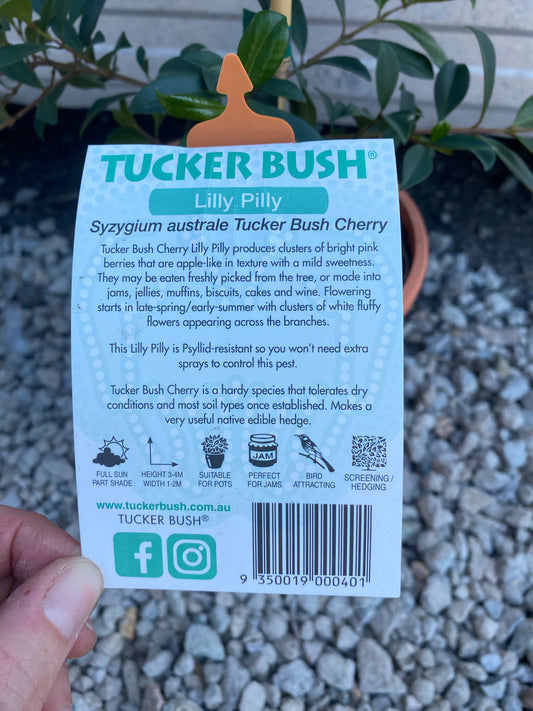 TUCKER BUSH®
Lilly Pilly
Syzygium australe Tucker Bush Cherry
Tucker Bush Cherry Lilly Pilly produces clusters of bright pink
berries that are apple-like in texture with a mild sweetness.
They may be eaten freshly picked from the tree, or made into
jams, jellies, muffins, biscuits, cakes and wine. Flowering
starts in late-spring/early-summer with clusters of white fluffy
flowers appearing across the branches.
This Lilly Pilly is Psyllid-resistant so you won't need extra
sprays to control this pest.
Tucker Bush Cherry is a hardy species that tolerates dry
conditions and most soil types once established. Makes a
very useful native edible hedge.
JAM
FULL SUN
PART SHADE
HEIGHT 3-4M
WIDTH 1-2M
SUITABLE
FOR POTS
PERFECT
FOR JAMS
BIRD
ATTRACTING
SCREENING /
HEDGING
www.tuckerbush.com.au
TUCKER BUSH®
9 350019 000401